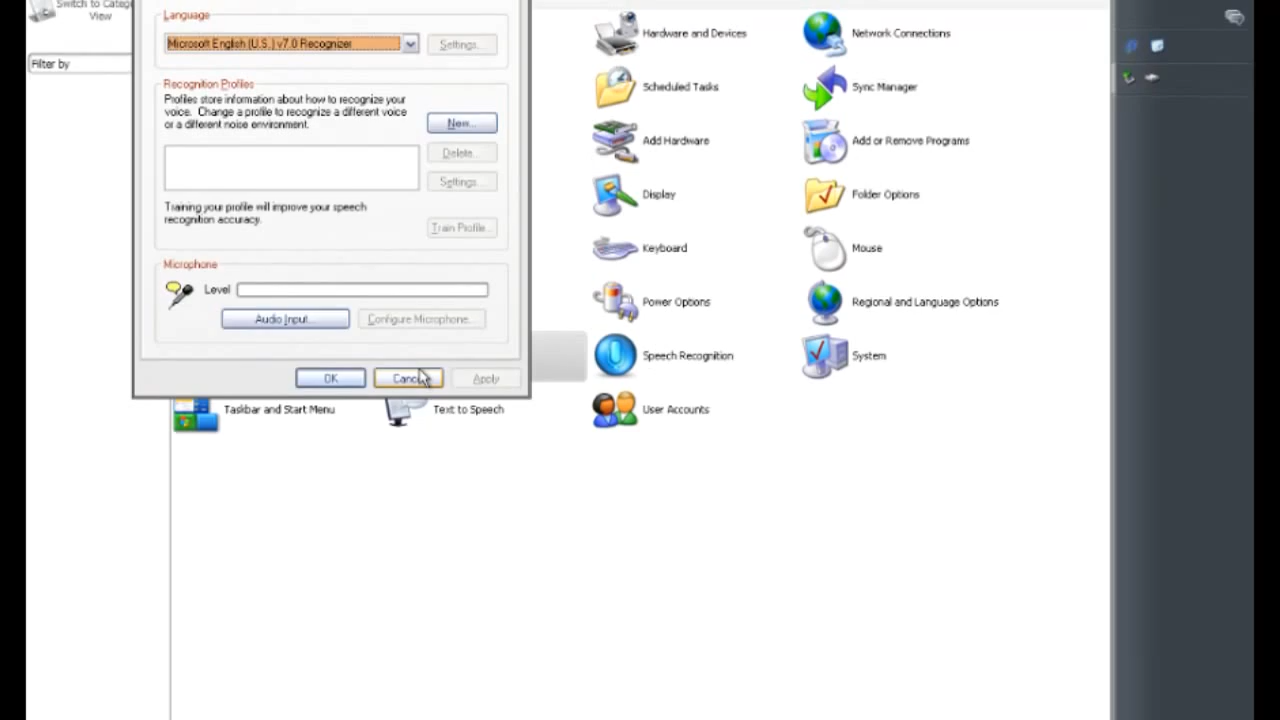 Switch to Categ
View
Filter by
Language
Microsoft English (U.S.) v7.0 Recognizer
Settings...
Recognition Profiles
Profiles store information about how to recognize your
voice. Change a profile to recognize a different voice
or a different noise environment.
New...
Delete...
Settings...
Training your profile will improve your speech
recognition accuracy.
Train Profile...
Microphone
Level
Audio Input...
Configure Microphone...
OK
Cancel
Apply
Hardware and Devices
Network Connections
Scheduled Tasks
Sync Manager
Add Hardware
Add or Remove Programs
Display
Folder Options
Keyboard
Mouse
Power Options
Regional and Language Options
Speech Recognition
System
Taskbar and Start Menu
Text to Speech
User Accounts